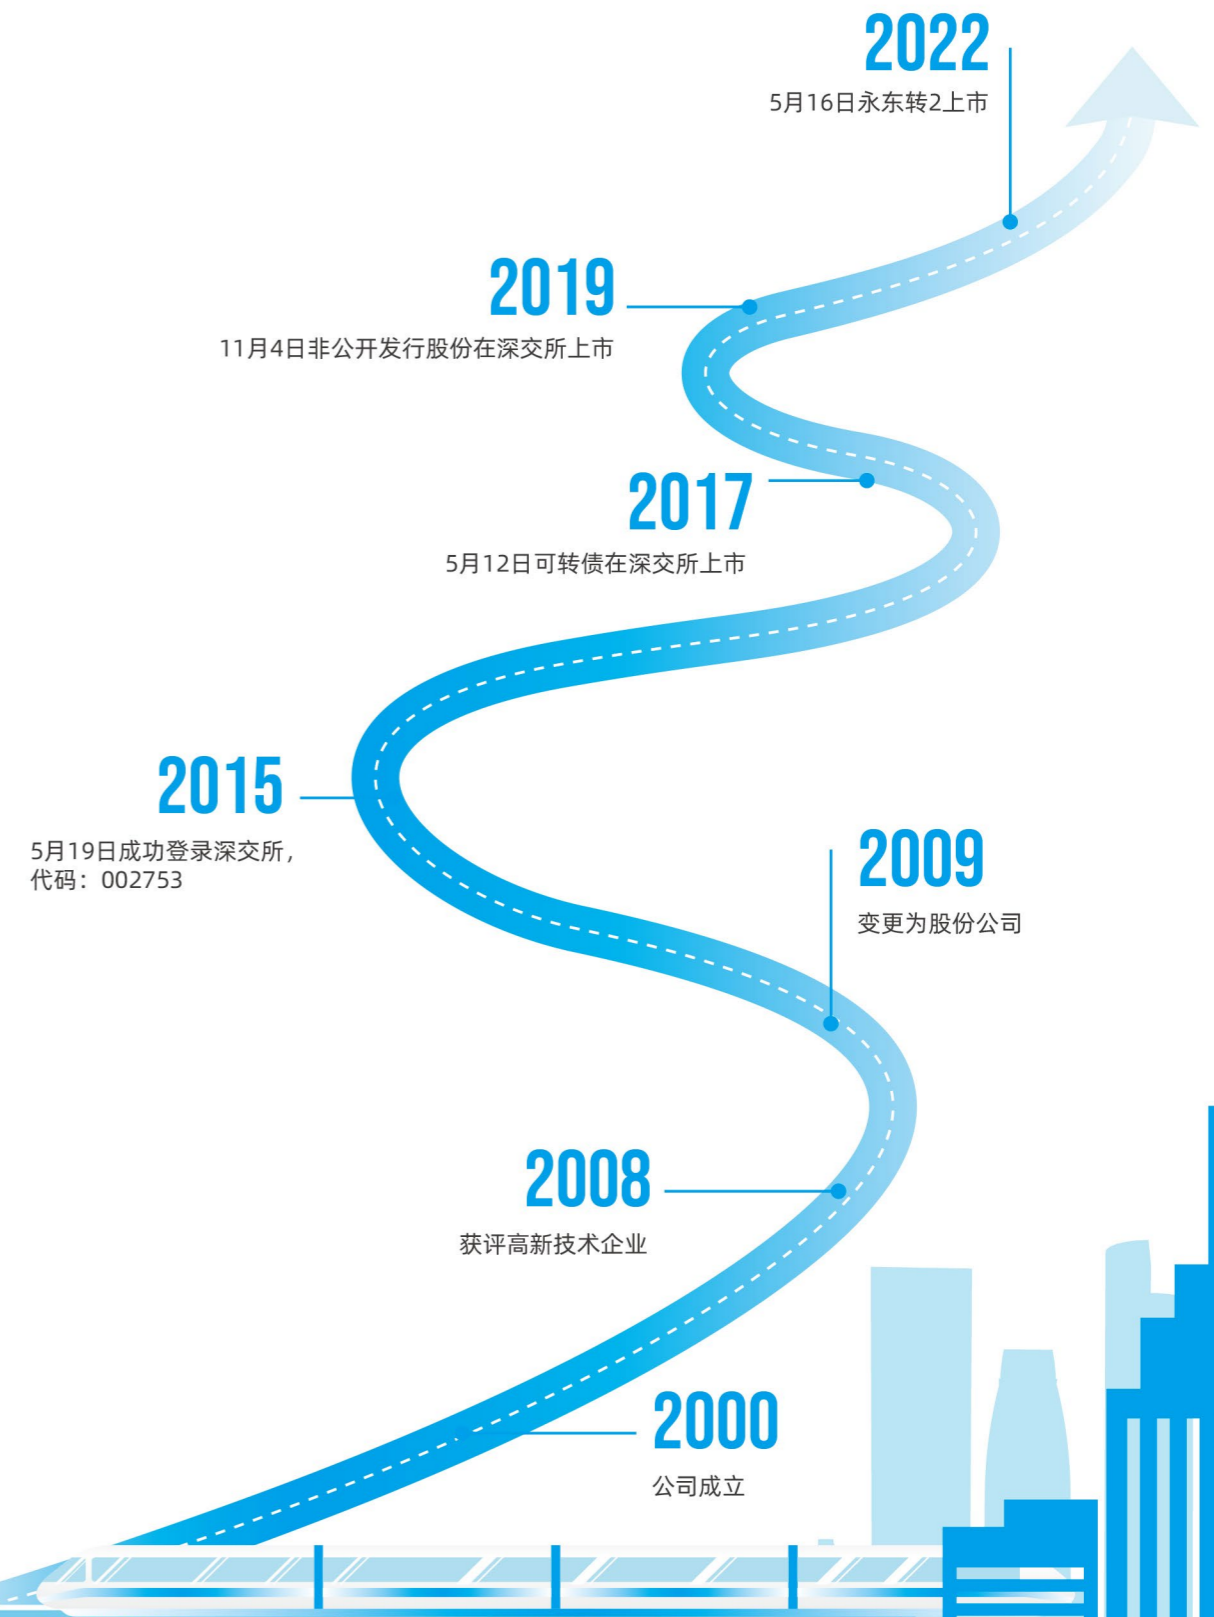 2022
5月16日永东转2上市
2019
11月4日非公开发行股份在深交所上市
2017
5月12日可转债在深交所上市
2015
5月19日成功登录深交所，
代码：002753
2009
变更为股份公司
2008
获评高新技术企业
2000
公司成立